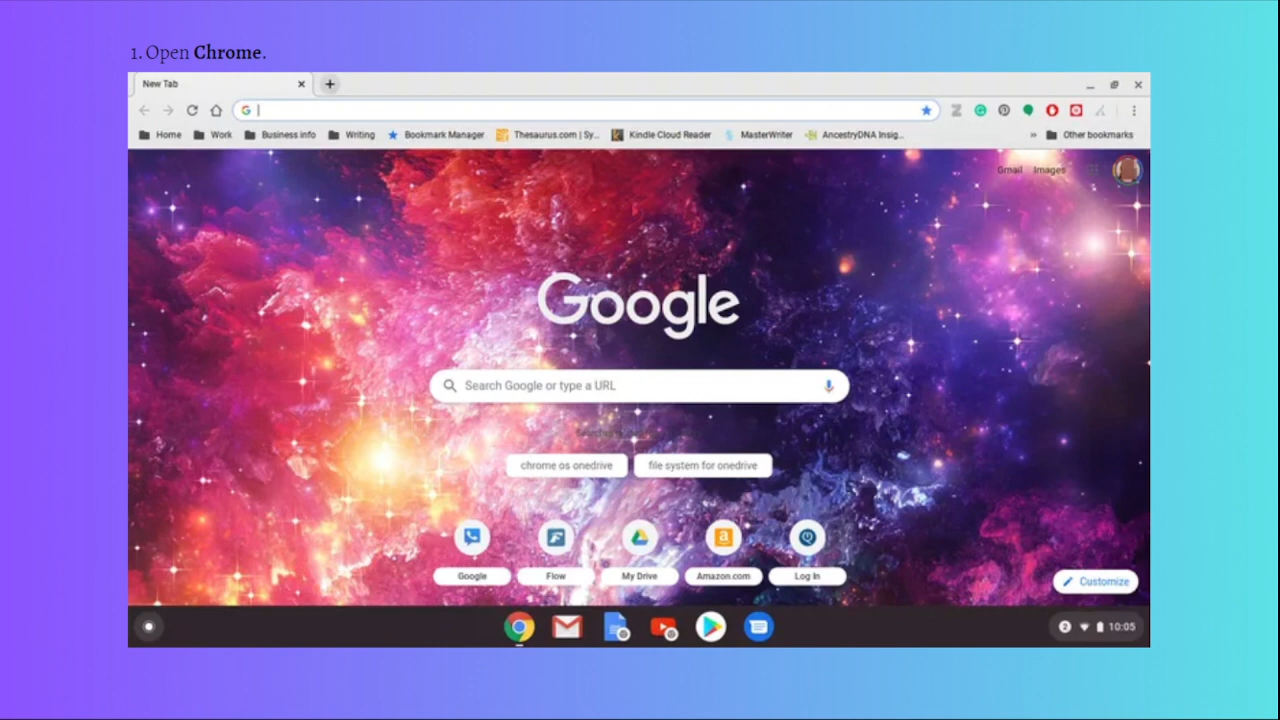 1. Open Chrome.
New Tab
Home Work Business info Writing Bookmark Manager Thesaurus.com | Sy... Kindle Cloud Reader MasterWriter AncestryDNA Insig... » Other bookmarks
Gmail Images
Google
Search Google or type a URL
chrome os onedrive file system for onedrive
Google Flow My Drive Amazon.com Log In
Customize
2 10:05